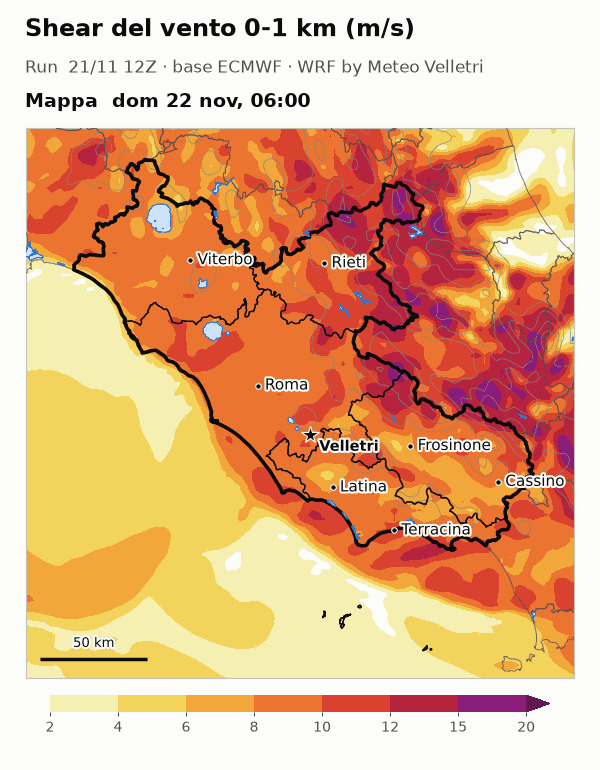 Shear del vento 0-1 km (m/s)
Run  21/11 12Z · base ECMWF · WRF by Meteo Velletri
Mappa  dom 22 nov, 06:00
Viterbo
Rieti
Roma
Velletri
Frosinone
Cassino
Latina
Terracina
50 km
2 4 6 8 10 12 15 20